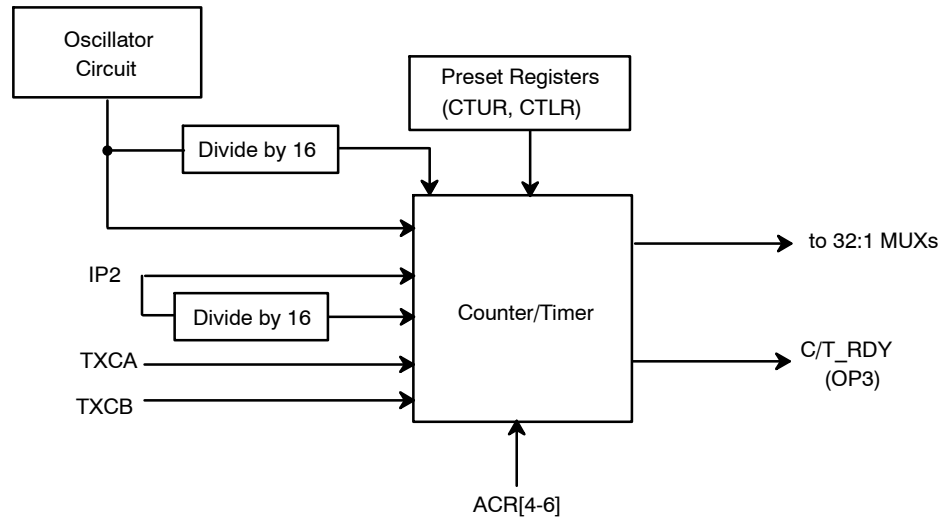 Oscillator
Circuit
Preset Registers
(CTUR, CTLR)
Divide by 16
to 32:1 MUXs
IP2
Divide by 16
Counter/Timer
TXCA
C/T_RDY
(OP3)
TXCB
ACR[4-6]